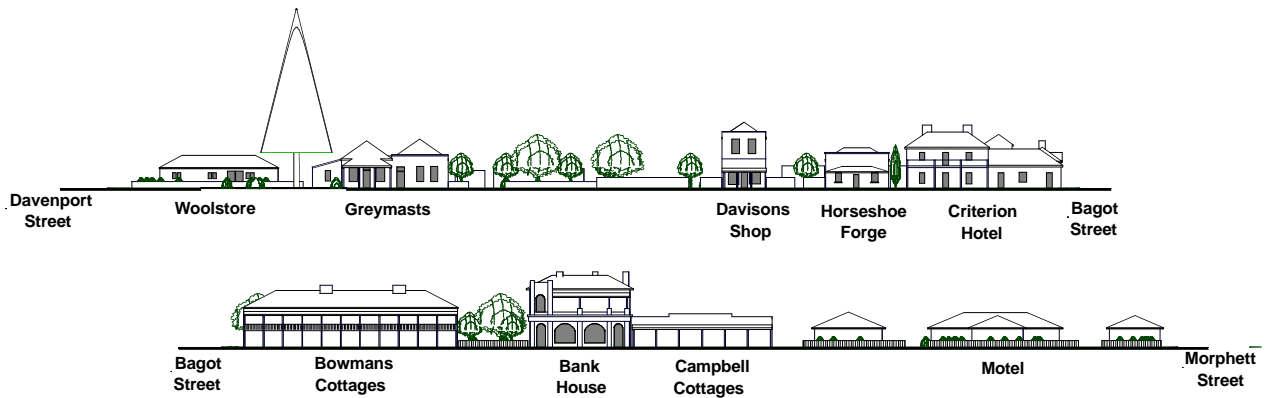 Davenport
Street
Woolstore
Greymasts
Davisons
Shop
Horseshoe
Forge
Criterion
Hotel
Bagot
Street
Bagot
Street
Bowmans
Cottages
Bank
House
Campbell
Cottages
Motel
Morphett
Street